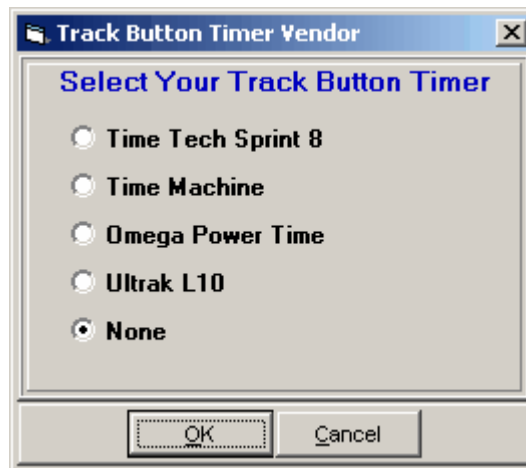 Track Button Timer Vendor
Select Your Track Button Timer
Time Tech Sprint 8
Time Machine
Omega Power Time
Ultrak L10
None
OK
Cancel